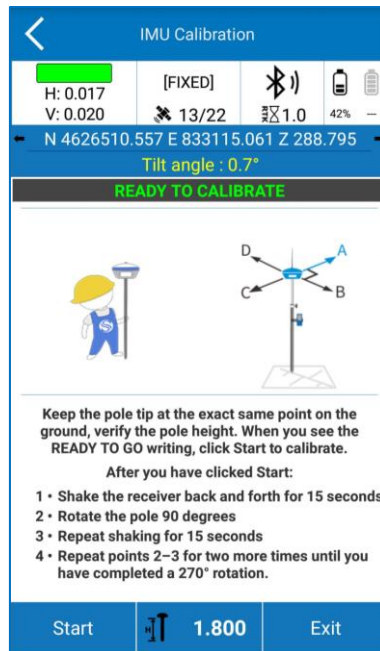 IMU Calibration
H: 0.017
V: 0.020
[FIXED]
13/22
RTK 1.0
42%
--
N 4626510.557 E 833115.061 Z 288.795
Tilt angle : 0.7°
READY TO CALIBRATE
D
A
C
B
S
Keep the pole tip at the exact same point on the
ground, verify the pole height. When you see the
READY TO GO writing, click Start to calibrate.
After you have clicked Start:
1 • Shake the receiver back and forth for 15 seconds
2 • Rotate the pole 90 degrees
3 • Repeat shaking for 15 seconds
4 • Repeat points 2–3 for two more times until you
have completed a 270° rotation.
Start
H
1.800
Exit